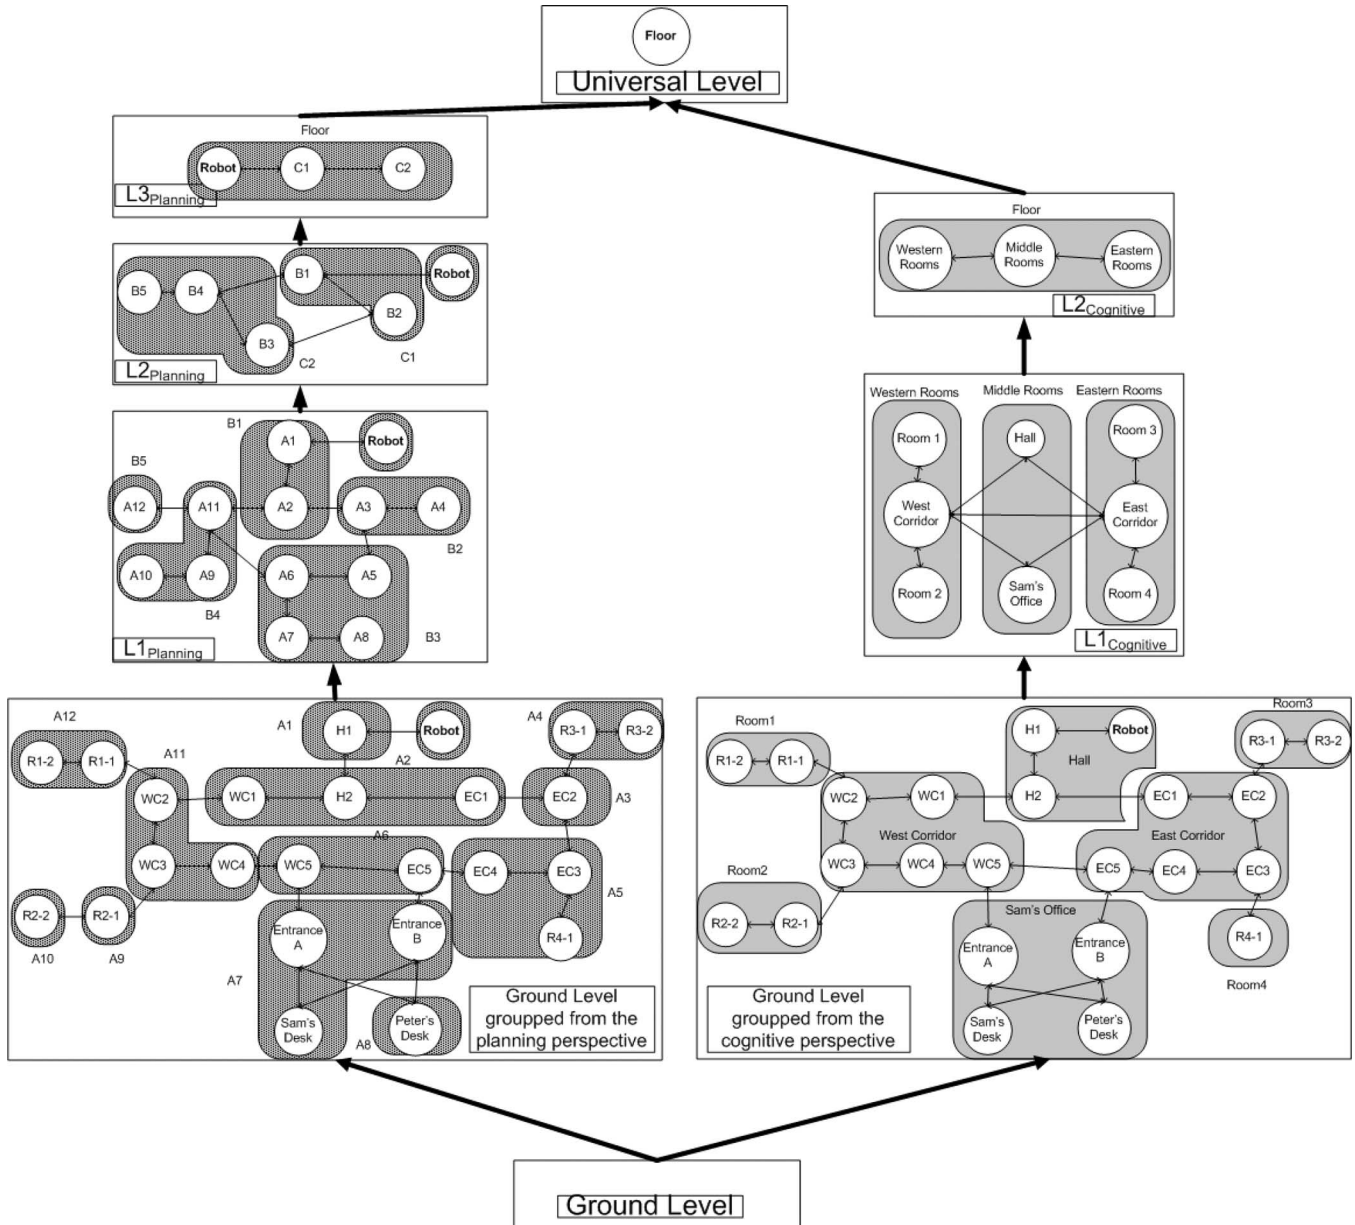 Floor
Universal Level
Floor
Robot
C1
C2
L3Planning
B5
B4
B1
Robot
B2
B3
C2
C1
L2Planning
B1
A1
Robot
B5
A12
A11
A2
A3
A4
B2
A10
A9
A6
A5
B4
A7
A8
B3
L1Planning
Floor
Western
Rooms
Middle
Rooms
Eastern
Rooms
L2Cognitive
Western Rooms
Middle Rooms
Eastern Rooms
Room 1
Hall
Room 3
West
Corridor
East
Corridor
Room 2
Sam's
Office
Room 4
L1Cognitive
A12
R1-2
R1-1
A11
A1
H1
Robot
A4
R3-1
R3-2
A2
WC2
WC1
H2
EC1
EC2
A3
A6
WC3
WC4
WC5
EC5
EC4
EC3
A5
R2-2
R2-1
A10
A9
R4-1
Entrance
A
Entrance
B
A7
Sam's
Desk
A8
Peter's
Desk
Ground Level
groupped from the
planning perspective
Room1
R1-2
R1-1
H1
Robot
Hall
H2
Room3
R3-1
R3-2
WC2
WC1
EC1
EC2
West Corridor
East Corridor
WC3
WC4
WC5
EC5
EC4
EC3
Room2
R2-2
R2-1
Sam's Office
R4-1
Room4
Entrance
A
Entrance
B
Sam's
Desk
Peter's
Desk
Ground Level
groupped from the
cognitive perspective
Ground Level